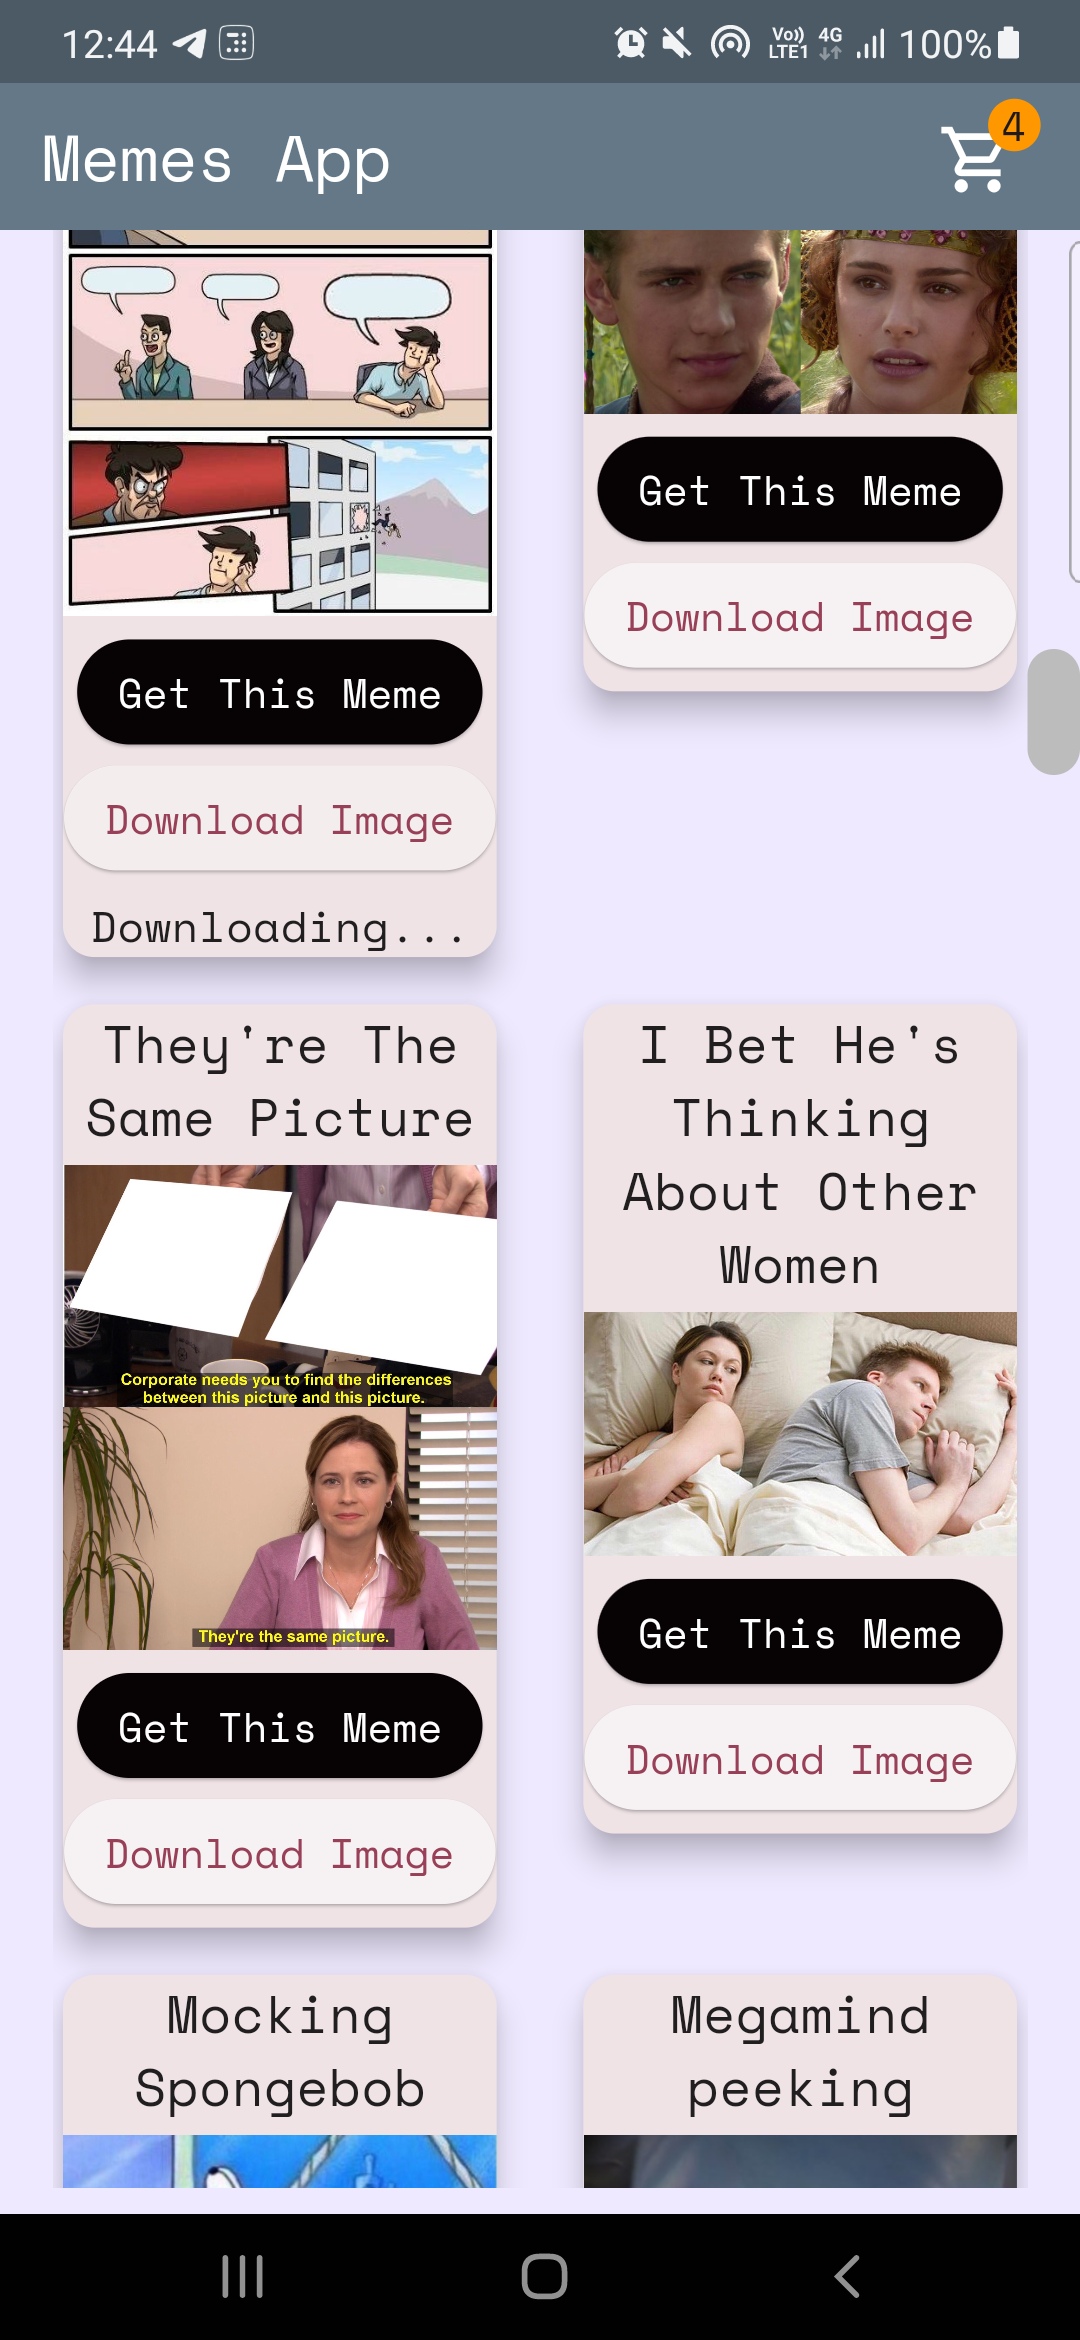 12:44
Vo)) LTE1 4G 100%
Memes App
4
Get This Meme
Download Image
Get This Meme
Download Image
Downloading...
They're The
Same Picture
Corporate needs you to find the differences
between this picture and this picture.
They're the same picture.
Get This Meme
Download Image
I Bet He's
Thinking
About Other
Women
Get This Meme
Download Image
Mocking
Spongebob
Megamind
peeking